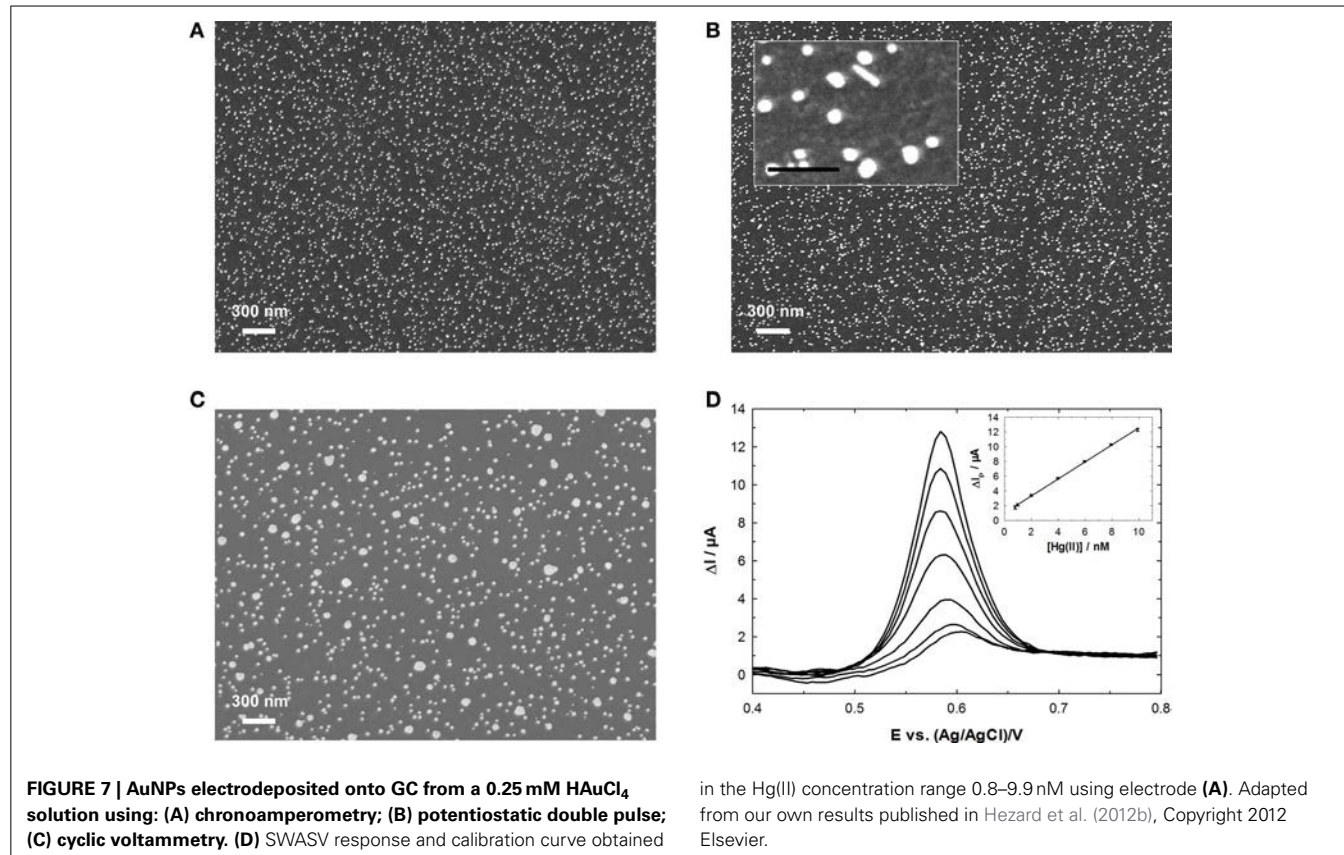 A
300 nm
B
300 nm
C
300 nm
D
14
12
10
8
6
4
2
0
ΔI / µA
0.4 0.5 0.6 0.7 0.8
E vs. (Ag/AgCl)/V
14
12
10
8
6
4
2
0
ΔIp / µA
0 2 4 6 8 10
[Hg(II)] / nM
FIGURE 7 | AuNPs electrodeposited onto GC from a 0.25 mM HAuCl4
solution using: (A) chronoamperometry; (B) potentiostatic double pulse;
(C) cyclic voltammetry. (D) SWASV response and calibration curve obtained
in the Hg(II) concentration range 0.8–9.9 nM using electrode (A). Adapted
from our own results published in Hezard et al. (2012b), Copyright 2012
Elsevier.